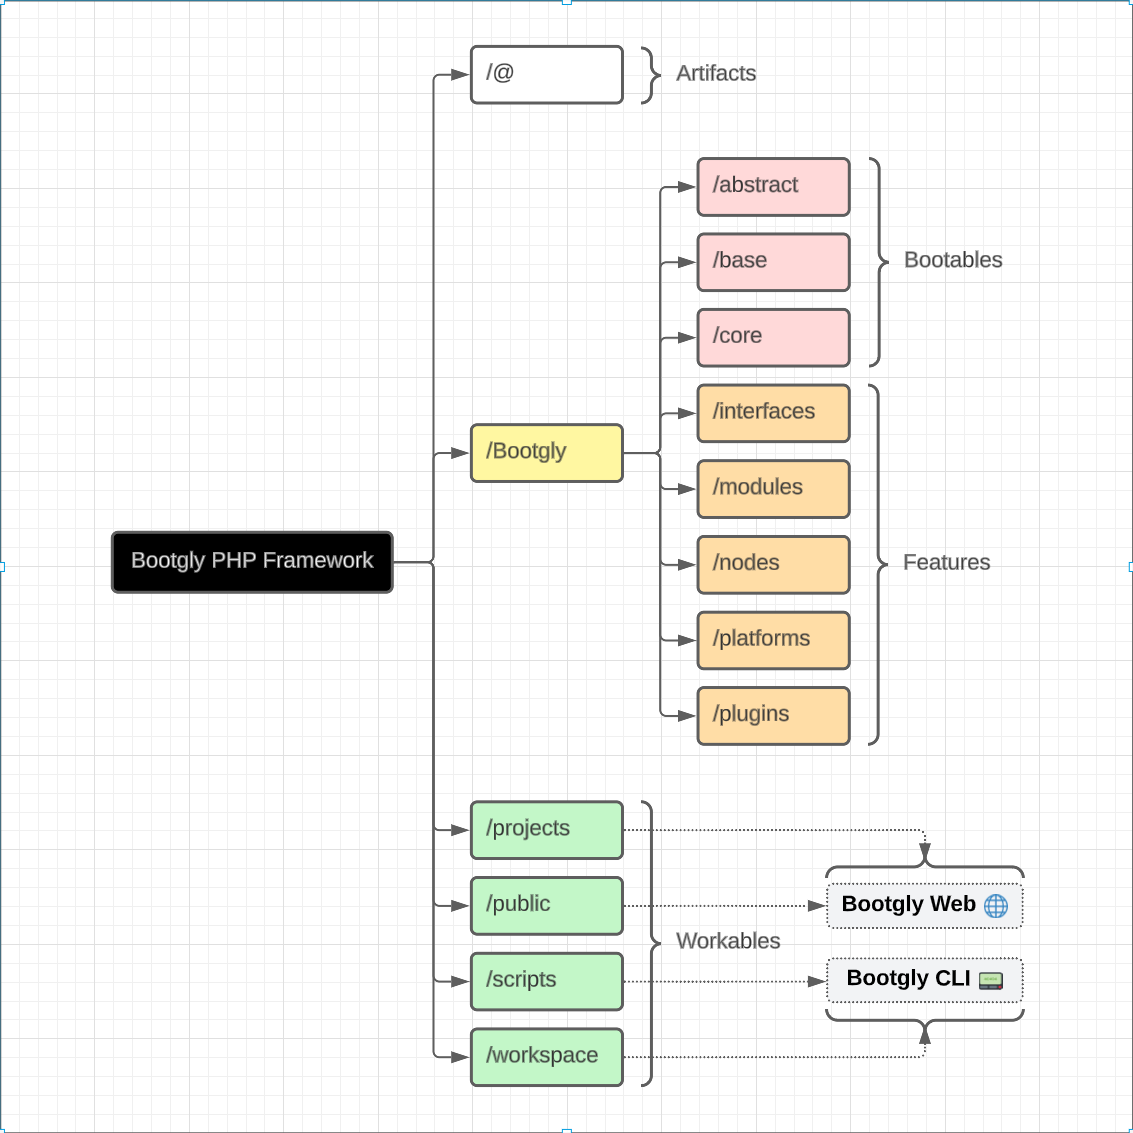 /@
Artifacts
/abstract
/base
Bootables
/core
/interfaces
/Bootgly
/modules
Bootgly PHP Framework
/nodes
Features
/platforms
/plugins
/projects
/public
Bootgly Web
Workables
/scripts
Bootgly CLI
/workspace